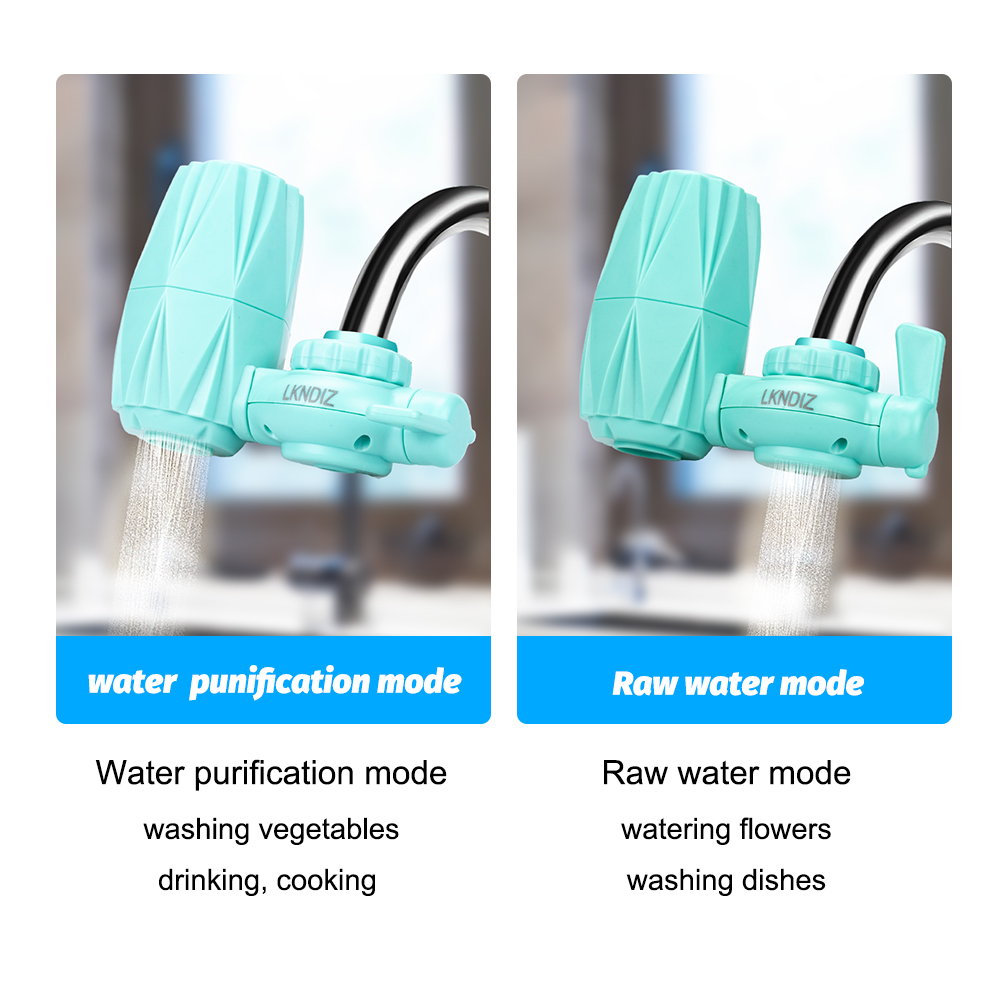 LKNDIZ
LKNDIZ
water punification mode
Raw water mode
Water purification mode
washing vegetables
drinking, cooking
Raw water mode
watering flowers
washing dishes